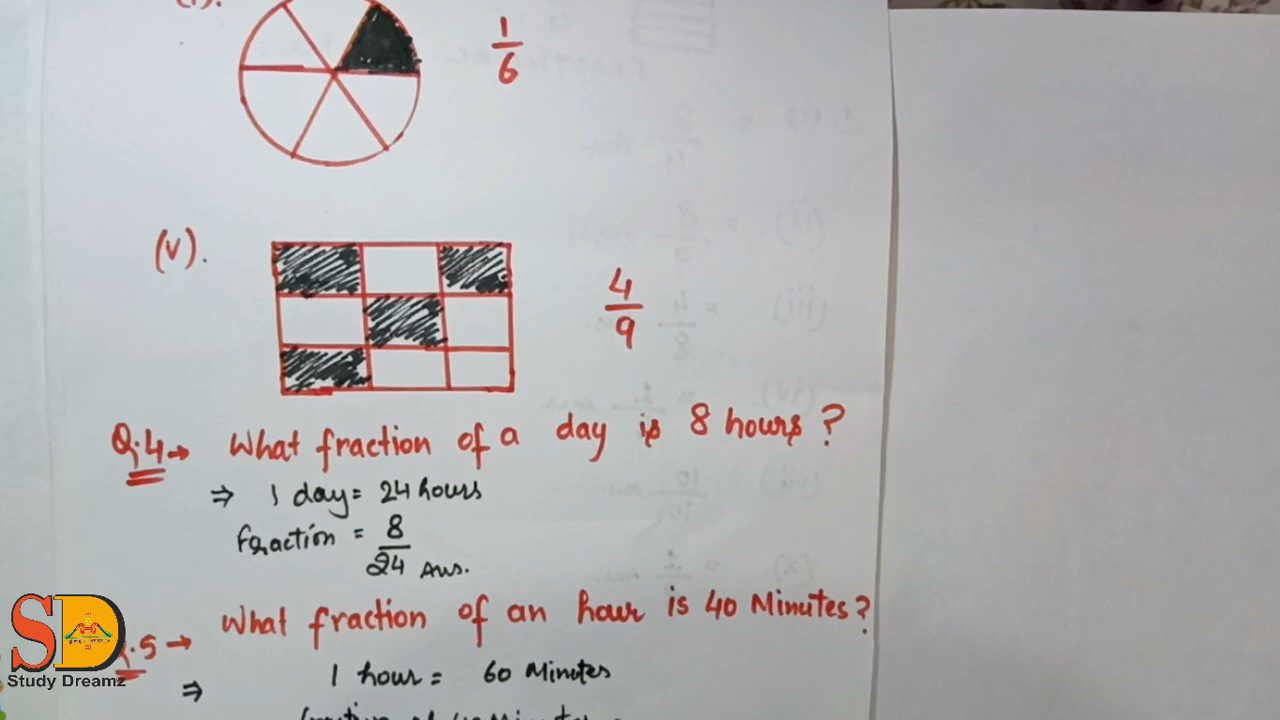 1
6
(V).
4
9
Q.4→ What fraction of a day is 8 hours?
⇒ 1 day = 24 hours
fraction = 8
24 Ans.
Q.5→ What fraction of an hour is 40 Minutes?
⇒ 1 hour = 60 Minutes
SD
Study Dreamz